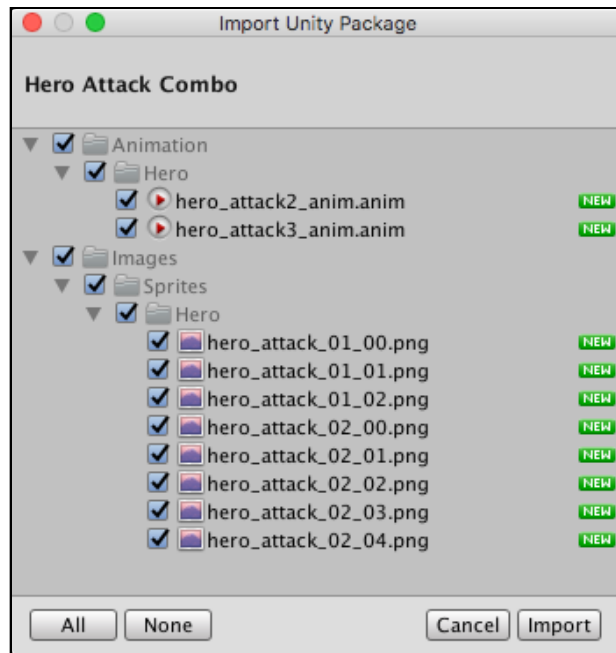 Import Unity Package
Hero Attack Combo
Animation
Hero
hero_attack2_anim.anim NEW
hero_attack3_anim.anim NEW
Images
Sprites
Hero
hero_attack_01_00.png NEW
hero_attack_01_01.png NEW
hero_attack_01_02.png NEW
hero_attack_02_00.png NEW
hero_attack_02_01.png NEW
hero_attack_02_02.png NEW
hero_attack_02_03.png NEW
hero_attack_02_04.png NEW
All None Cancel Import